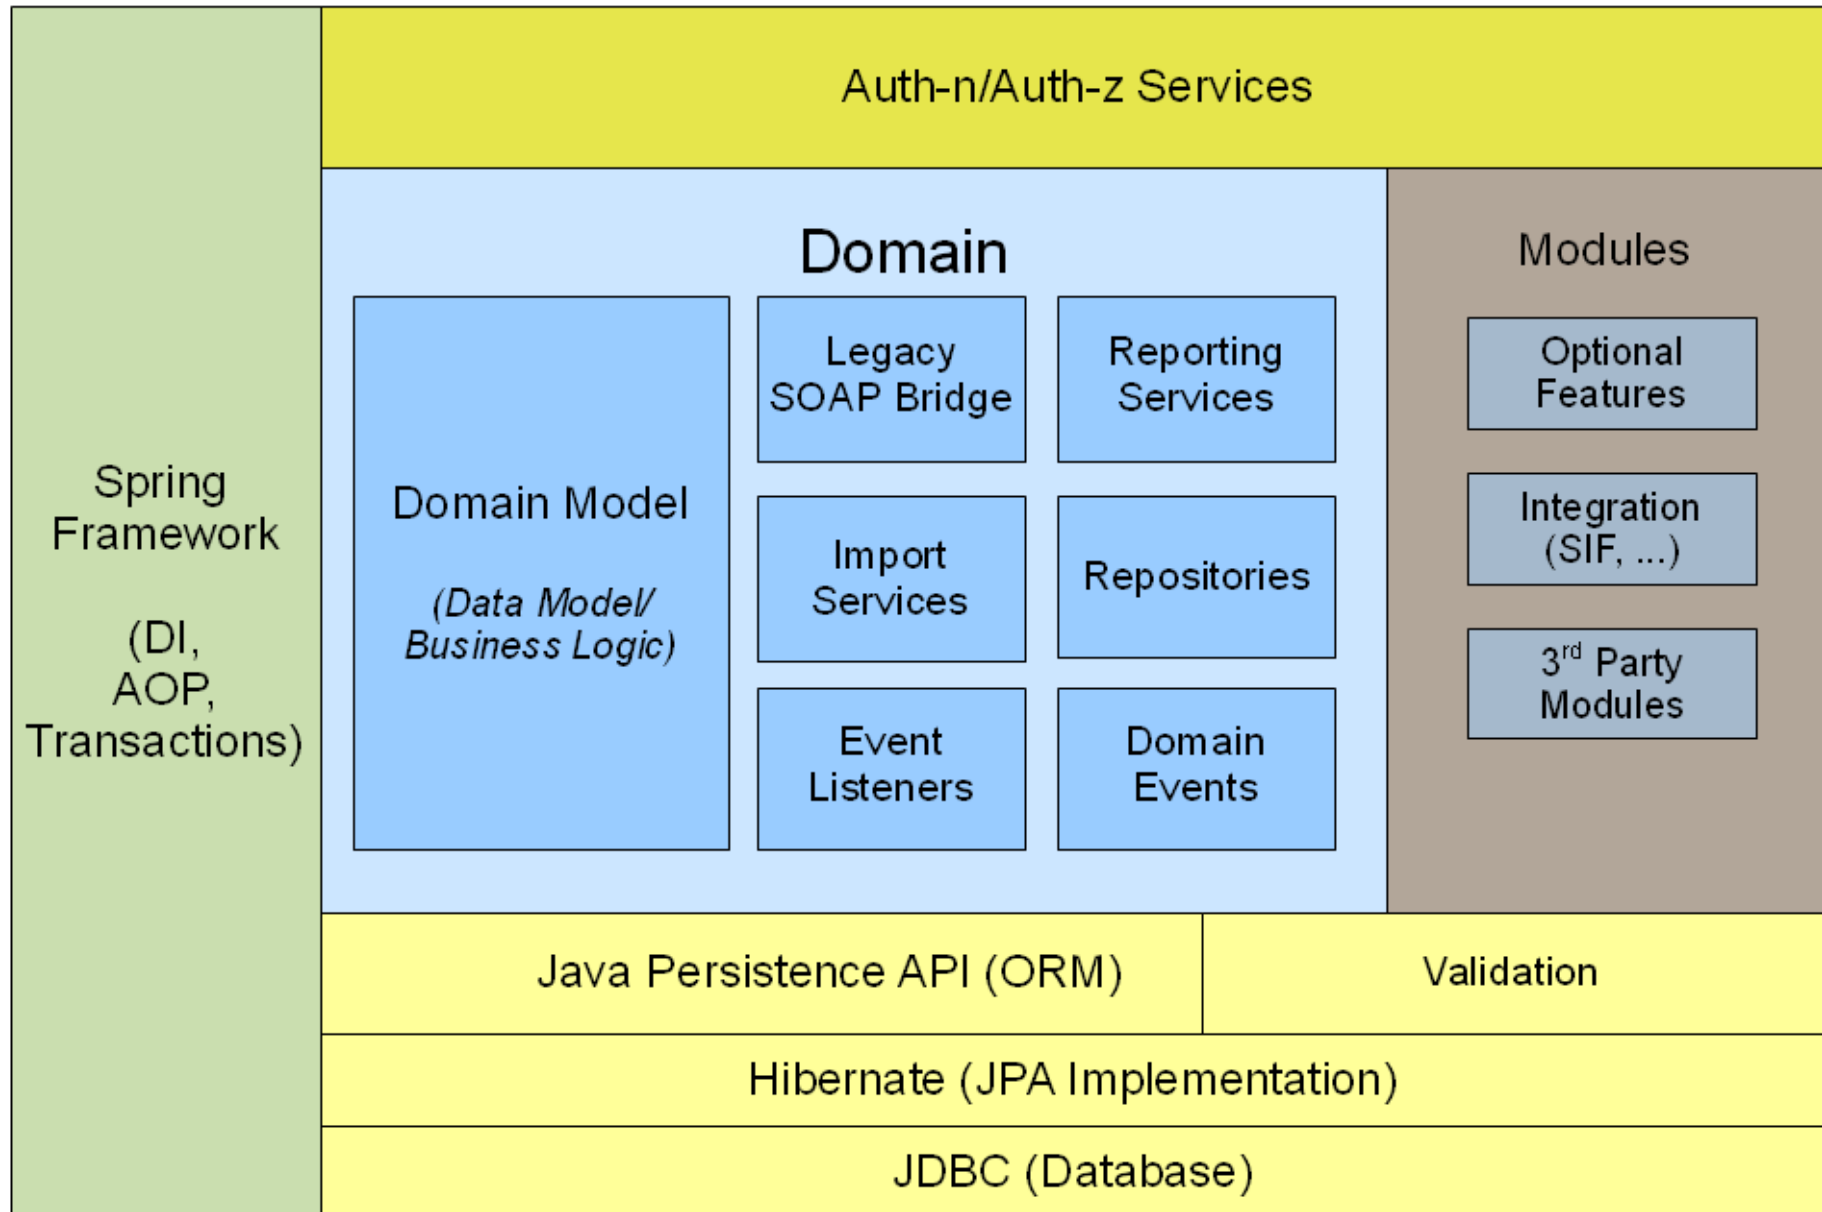 Auth-n/Auth-z Services
Spring
Framework
(DI,
AOP,
Transactions)
Domain
Domain Model
(Data Model/
Business Logic)
Legacy
SOAP Bridge
Reporting
Services
Import
Services
Repositories
Event
Listeners
Domain
Events
Modules
Optional
Features
Integration
(SIF, ...)
3rd Party
Modules
Java Persistence API (ORM)
Validation
Hibernate (JPA Implementation)
JDBC (Database)